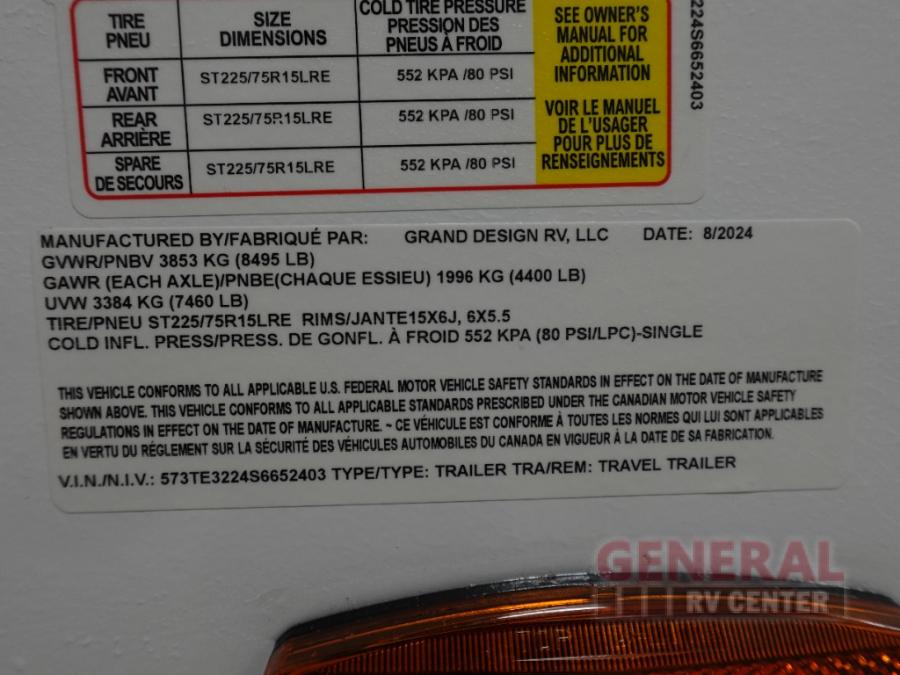 TIRE SIZE COLD TIRE PRESSURE
PNEU DIMENSIONS PRESSION DES
PNEUS À FROID
SEE OWNER'S
MANUAL FOR
ADDITIONAL
INFORMATION
FRONT ST225/75R15LRE 552 KPA /80 PSI
AVANT
REAR ST225/75R15LRE 552 KPA /80 PSI
ARRIÈRE
SPARE ST225/75R15LRE 552 KPA /80 PSI
DE SECOURS
VOIR LE MANUEL
DE L'USAGER
POUR PLUS DE
RENSEIGNEMENTS
224S6652403
MANUFACTURED BY/FABRIQUÉ PAR: GRAND DESIGN RV, LLC DATE: 8/2024
GVWR/PNBV 3853 KG (8495 LB)
GAWR (EACH AXLE)/PNBE(CHAQUE ESSIEU) 1996 KG (4400 LB)
UVW 3384 KG (7460 LB)
TIRE/PNEU ST225/75R15LRE RIMS/JANTE15X6J, 6X5.5
COLD INFL. PRESS/PRESS. DE GONFL. À FROID 552 KPA (80 PSI/LPC)-SINGLE
THIS VEHICLE CONFORMS TO ALL APPLICABLE U.S. FEDERAL MOTOR VEHICLE SAFETY STANDARDS IN EFFECT ON THE DATE OF MANUFACTURE
SHOWN ABOVE. THIS VEHICLE CONFORMS TO ALL APPLICABLE STANDARDS PRESCRIBED UNDER THE CANADIAN MOTOR VEHICLE SAFETY
REGULATIONS IN EFFECT ON THE DATE OF MANUFACTURE. ~ CE VÉHICULE EST CONFORME À TOUTES LES NORMES QUI LUI SONT APPLICABLES
EN VERTU DU RÉGLEMENT SUR LA SÉCURITÉ DES VÉHICULES AUTOMOBILES DU CANADA EN VIGUEUR À LA DATE DE SA FABRICATION.
V.I.N./N.I.V.: 573TE3224S6652403 TYPE/TYPE: TRAILER TRA/REM: TRAVEL TRAILER
GENERAL
RV CENTER